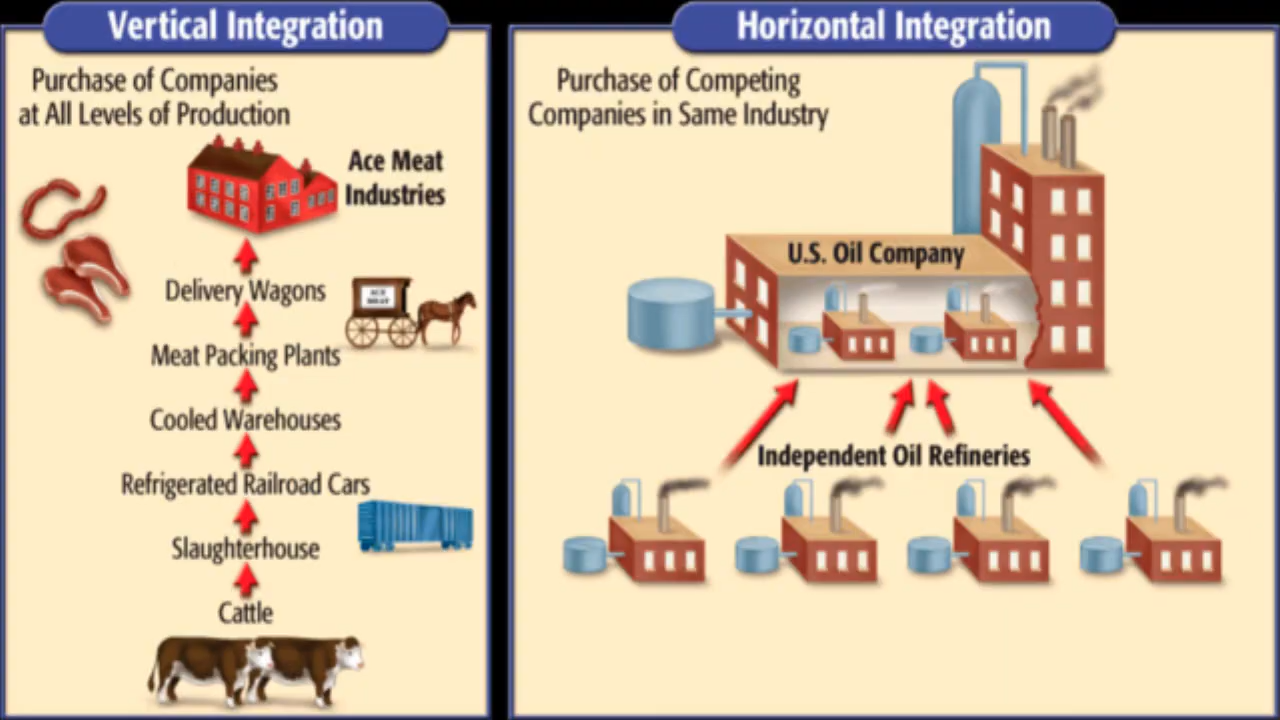 Vertical Integration
Purchase of Companies
at All Levels of Production
Ace Meat
Industries
Delivery Wagons
ACE
MEAT
Meat Packing Plants
Cooled Warehouses
Refrigerated Railroad Cars
Slaughterhouse
Cattle
Horizontal Integration
Purchase of Competing
Companies in Same Industry
U.S. Oil Company
Independent Oil Refineries